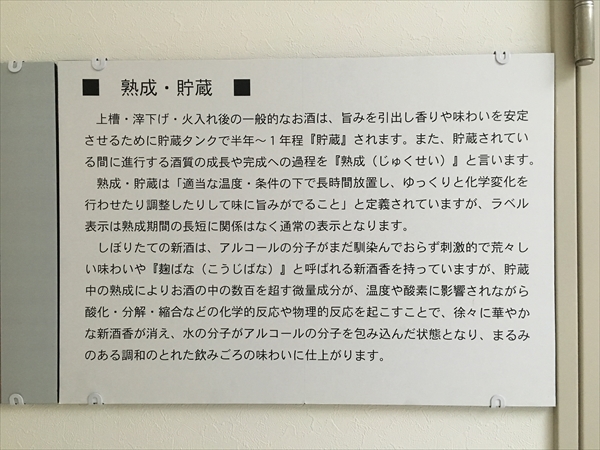 ■ 熟成・貯蔵 ■
上槽・滓下げ・火入れ後の一般的なお酒は、旨みを引出し香りや味わいを安定
させるために貯蔵タンクで半年～１年程『貯蔵』されます。また、貯蔵されてい
る間に進行する酒質の成長や完成への過程を『熟成（じゅくせい）』と言います。
熟成・貯蔵は「適当な温度・条件の下で長時間放置し、ゆっくりと化学変化を
行わせたり調整したりして味に旨みがでること」と定義されていますが、ラベル
表示は熟成期間の長短に関係はなく通常の表示となります。
しぼりたての新酒は、アルコールの分子がまだ馴染んでおらず刺激的で荒々し
い味わいや『麹ばな（こうじばな）』と呼ばれる新酒香を持っていますが、貯蔵
中の熟成によりお酒の中の数百を超す微量成分が、温度や酸素に影響されながら
酸化・分解・縮合などの化学的反応や物理的反応を起こすことで、徐々に華やか
な新酒香が消え、水の分子がアルコールの分子を包み込んだ状態となり、まるみ
のある調和のとれた飲みごろの味わいに仕上がります。